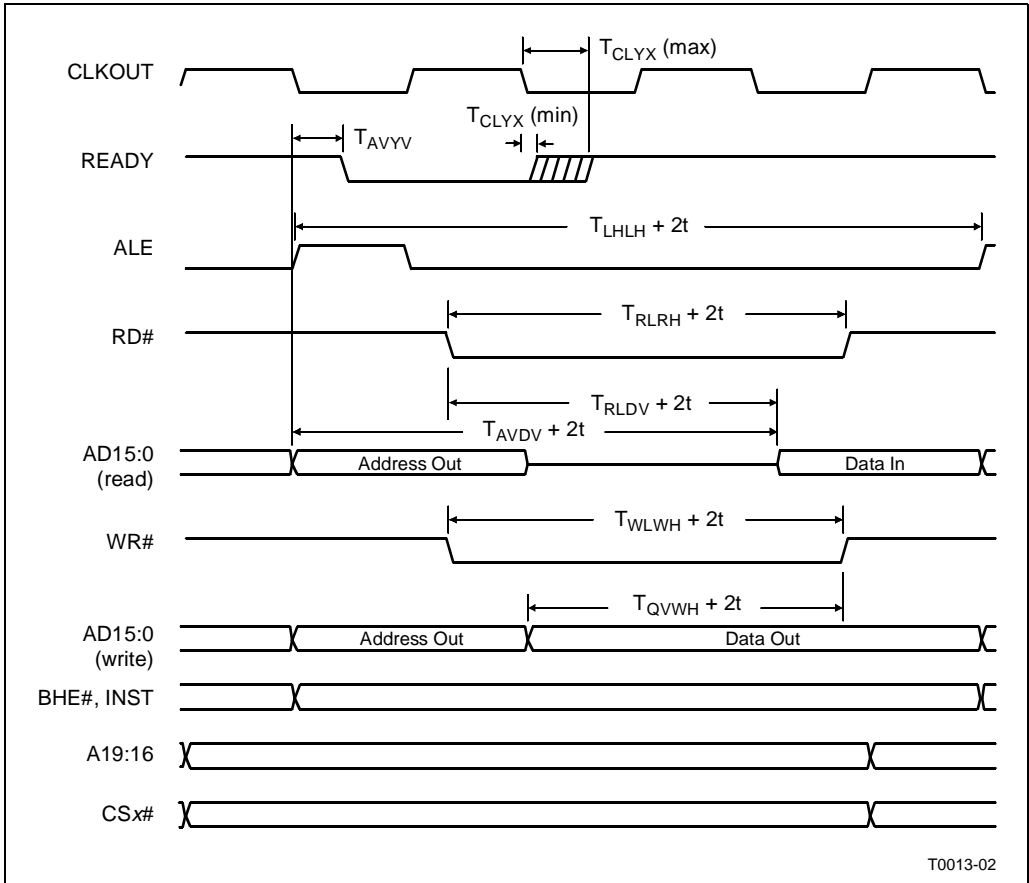 T_CLYX (max)
CLKOUT
T_CLYX (min)
T_AVYV
READY
T_LHLH + 2t
ALE
T_RLRH + 2t
RD#
T_RLDV + 2t
T_AVDV + 2t
AD15:0
(read)
Address Out
Data In
T_WLWH + 2t
WR#
T_QVWH + 2t
AD15:0
(write)
Address Out
Data Out
BHE#, INST
A19:16
CSx#
T0013-02